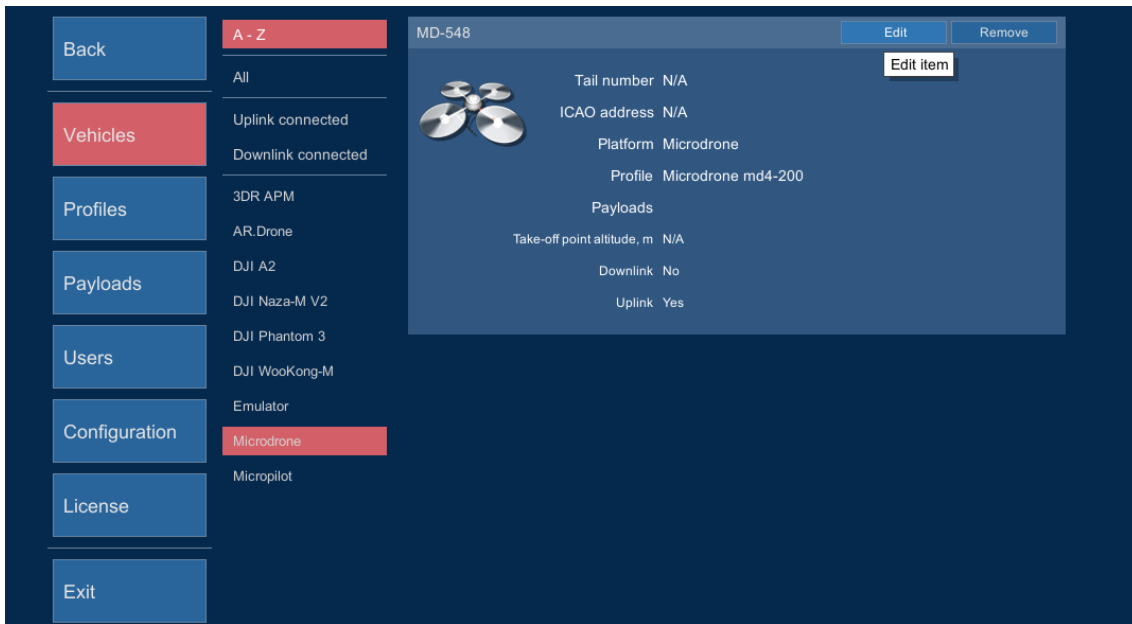 Back
Vehicles
Profiles
Payloads
Users
Configuration
License
Exit
A - Z
All
Uplink connected
Downlink connected
3DR APM
AR.Drone
DJI A2
DJI Naza-M V2
DJI Phantom 3
DJI WooKong-M
Emulator
Microdrone
Micropilot
MD-548
Edit
Remove
Edit item
Tail number N/A
ICAO address N/A
Platform Microdrone
Profile Microdrone md4-200
Payloads
Take-off point altitude, m N/A
Downlink No
Uplink Yes